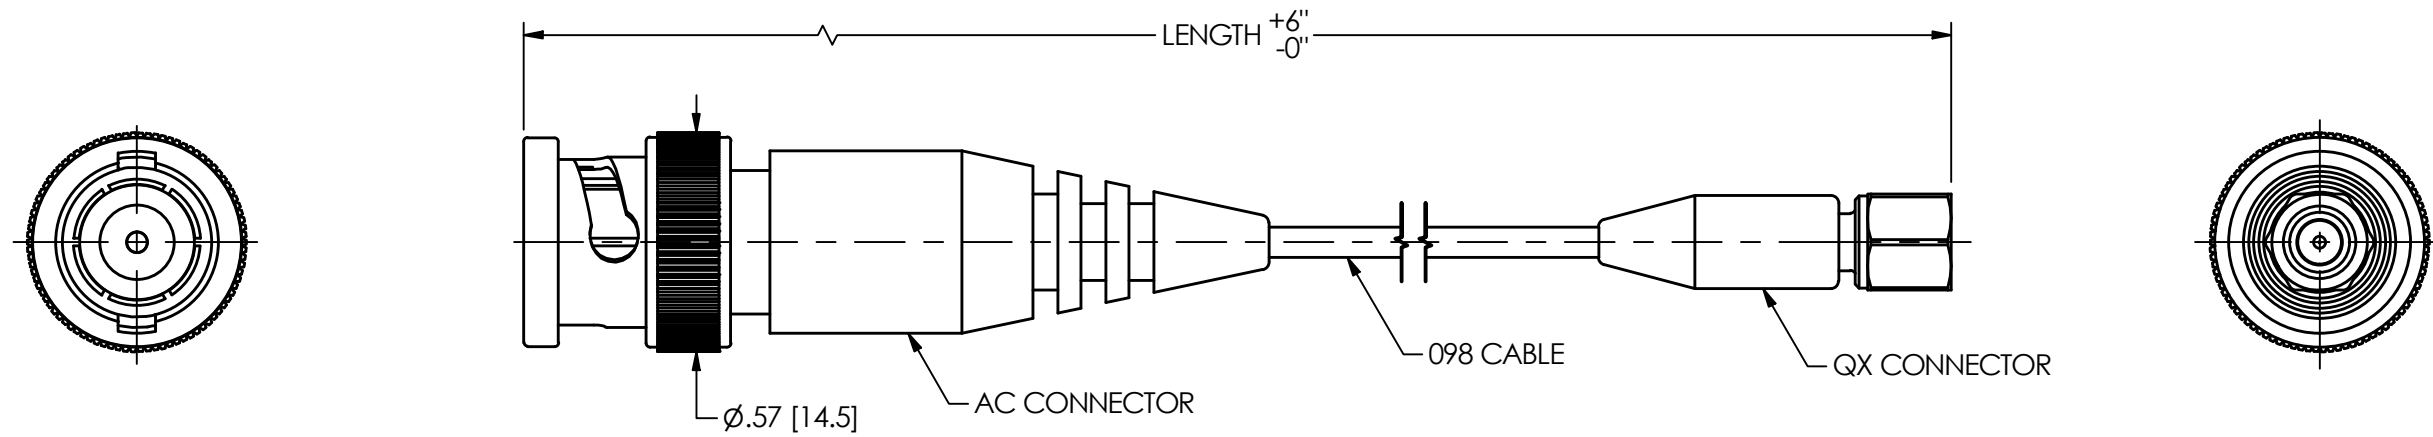 LENGTH +6"
-0"
098 CABLE
QX CONNECTOR
AC CONNECTOR
Ø.57 [14.5]